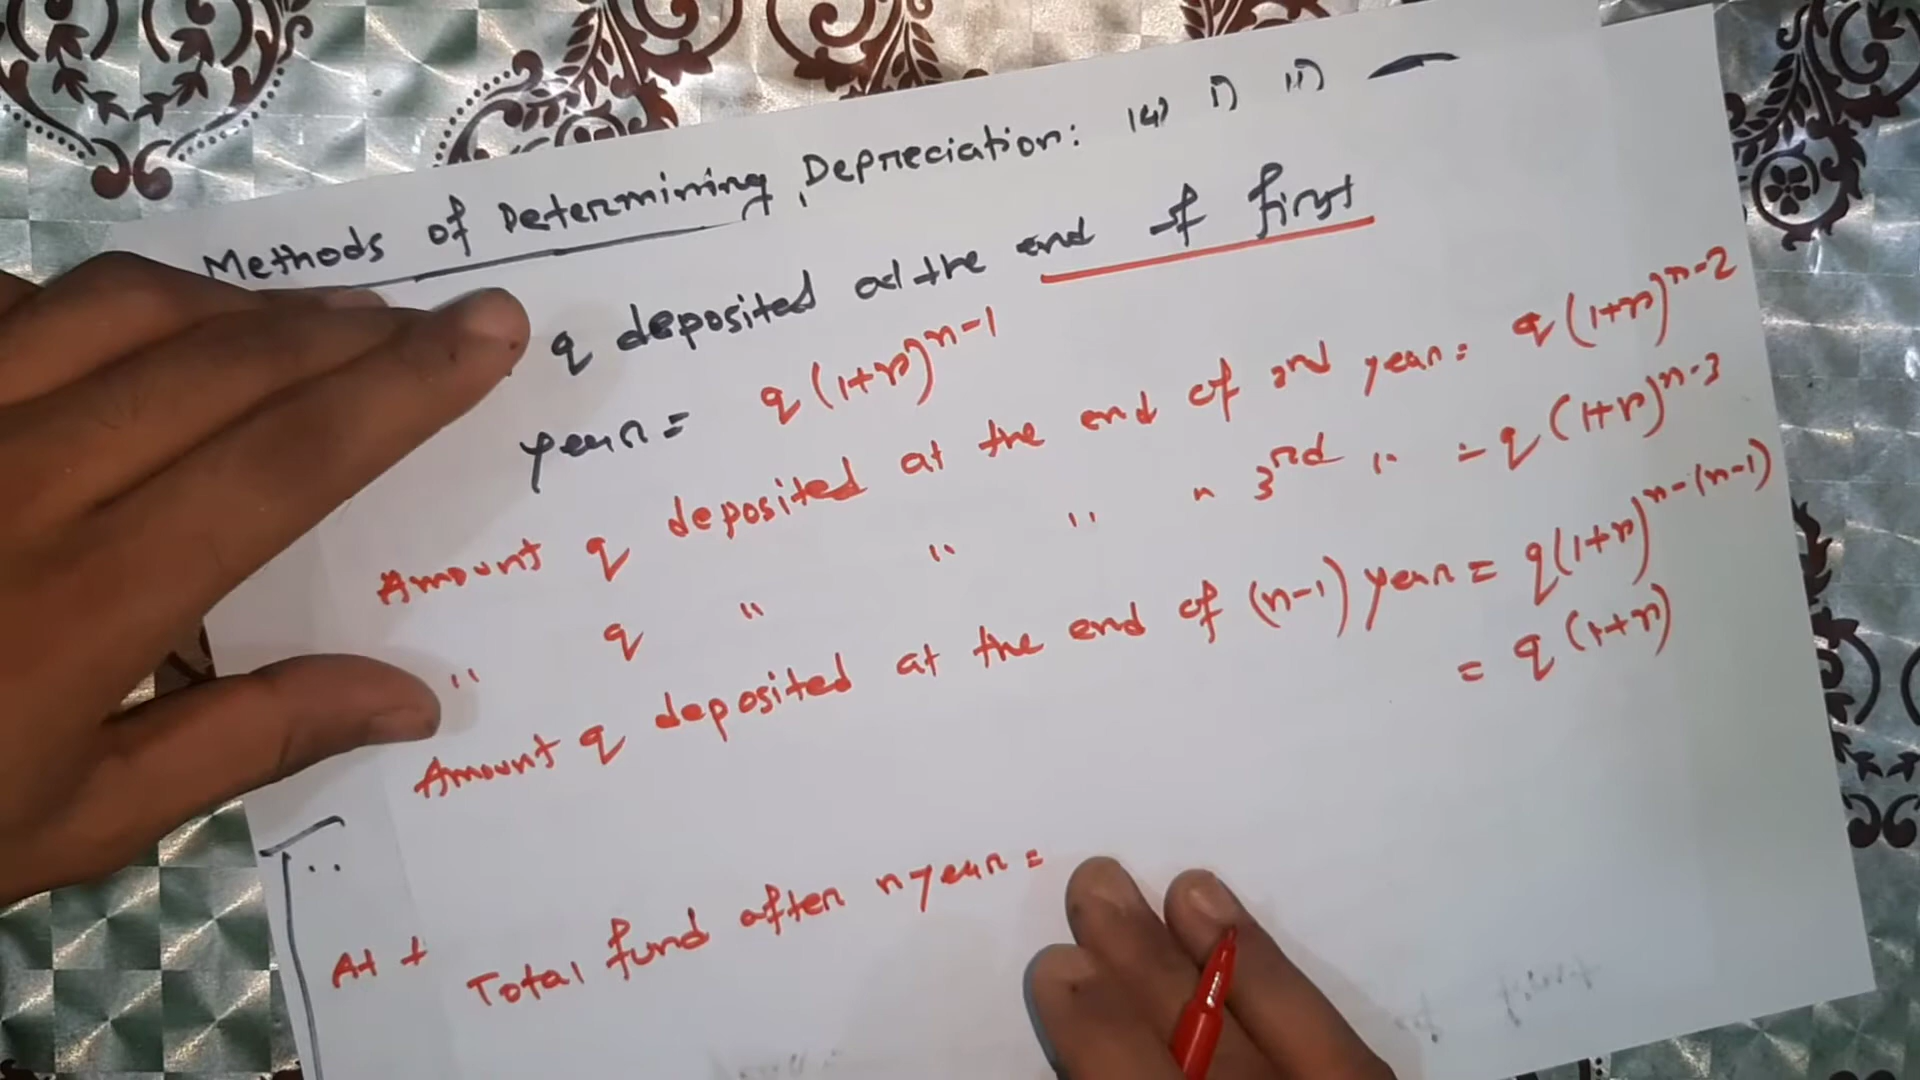 Methods of Determining Depreciation: 14) i) ii)
q deposited at the end of first
year = q(1+r)^n-1
Amount q deposited at the end of 2nd year = q(1+r)^n-2
" q " " " " 3rd " = q(1+r)^n-3
Amount q deposited at the end of (n-1) year = q(1+r)^n-(n-1)
= q(1+r)
Total fund after n year =
At t